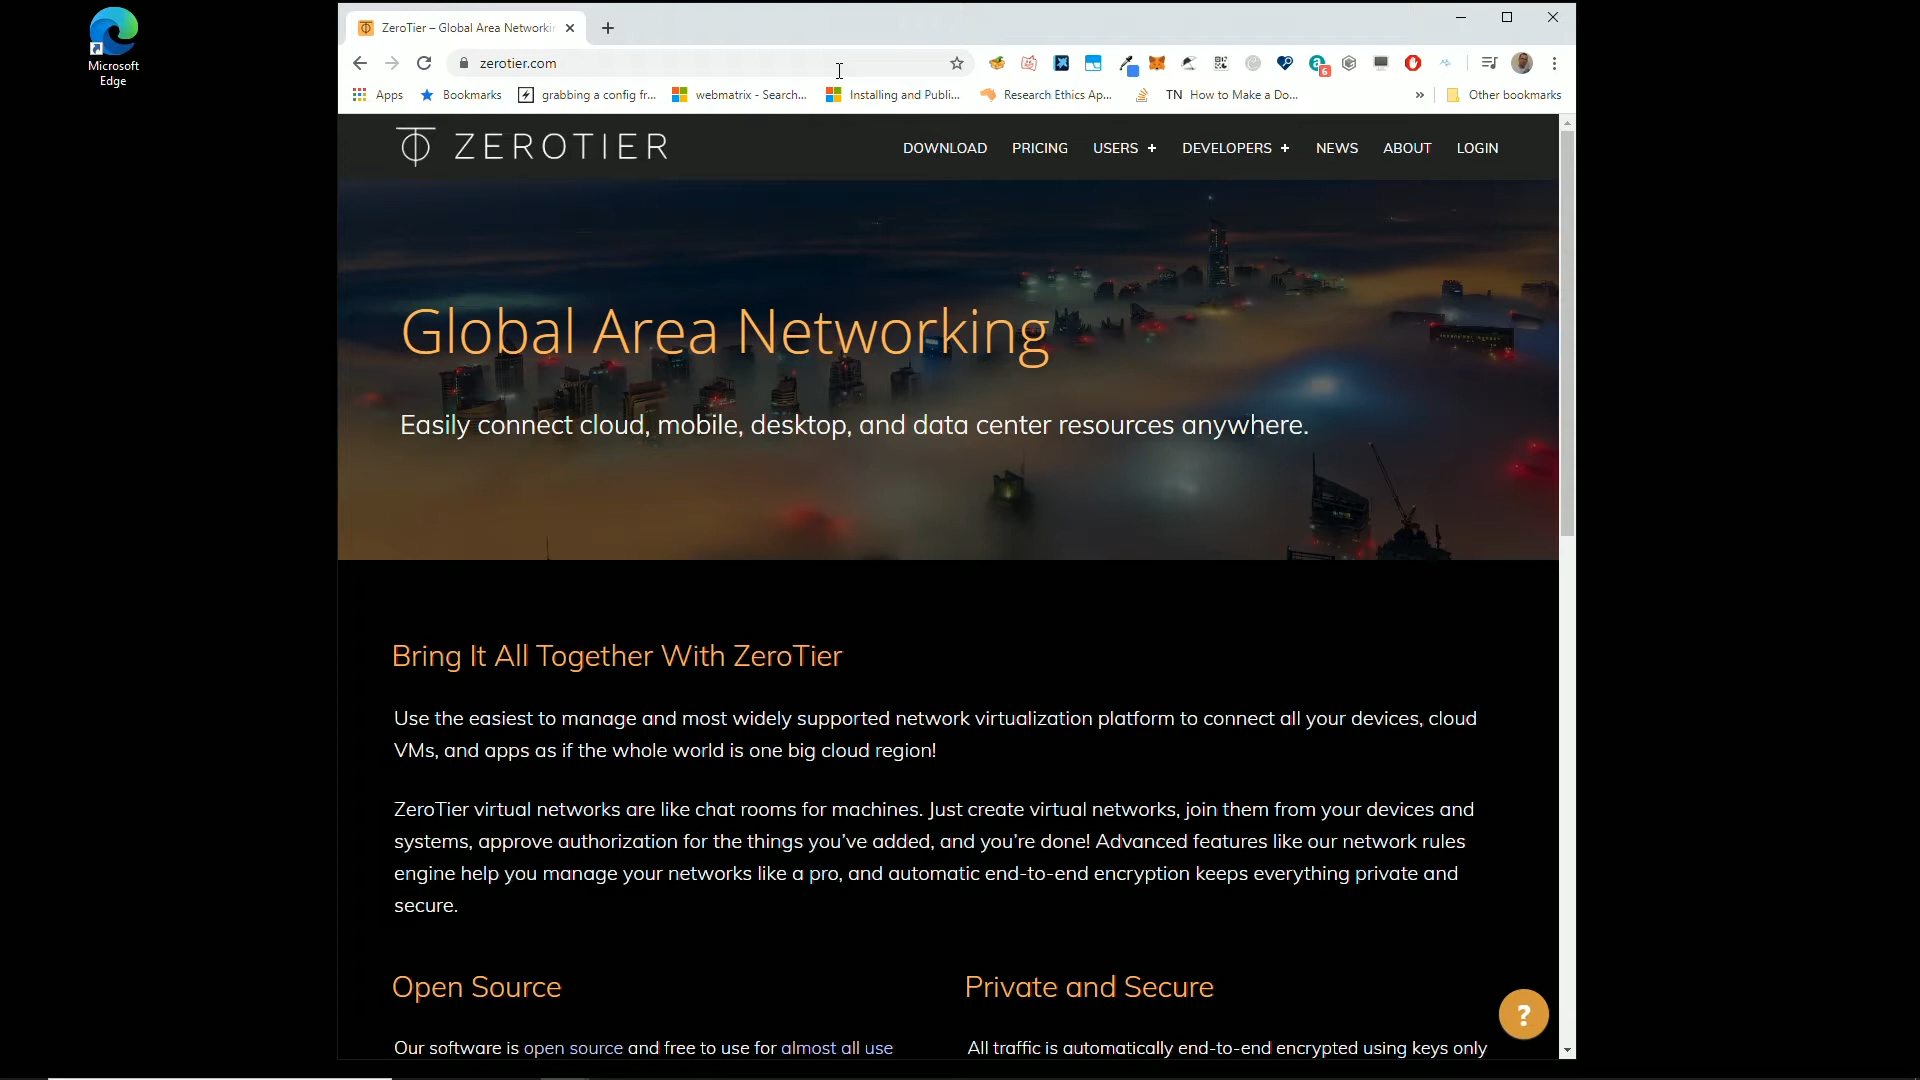 Microsoft
Edge
ZeroTier – Global Area Networkin
zerotier.com
6
Apps
Bookmarks
grabbing a config fr...
webmatrix - Search...
Installing and Publi...
Research Ethics Ap...
TN How to Make a Do...
»
Other bookmarks
ZEROTIER
DOWNLOAD
PRICING
USERS +
DEVELOPERS +
NEWS
ABOUT
LOGIN
Global Area Networking
Easily connect cloud, mobile, desktop, and data center resources anywhere.
Bring It All Together With ZeroTier
Use the easiest to manage and most widely supported network virtualization platform to connect all your devices, cloud
VMs, and apps as if the whole world is one big cloud region!
ZeroTier virtual networks are like chat rooms for machines. Just create virtual networks, join them from your devices and
systems, approve authorization for the things you’ve added, and you’re done! Advanced features like our network rules
engine help you manage your networks like a pro, and automatic end-to-end encryption keeps everything private and
secure.
Open Source
Our software is open source and free to use for almost all use
Private and Secure
All traffic is automatically end-to-end encrypted using keys only
?